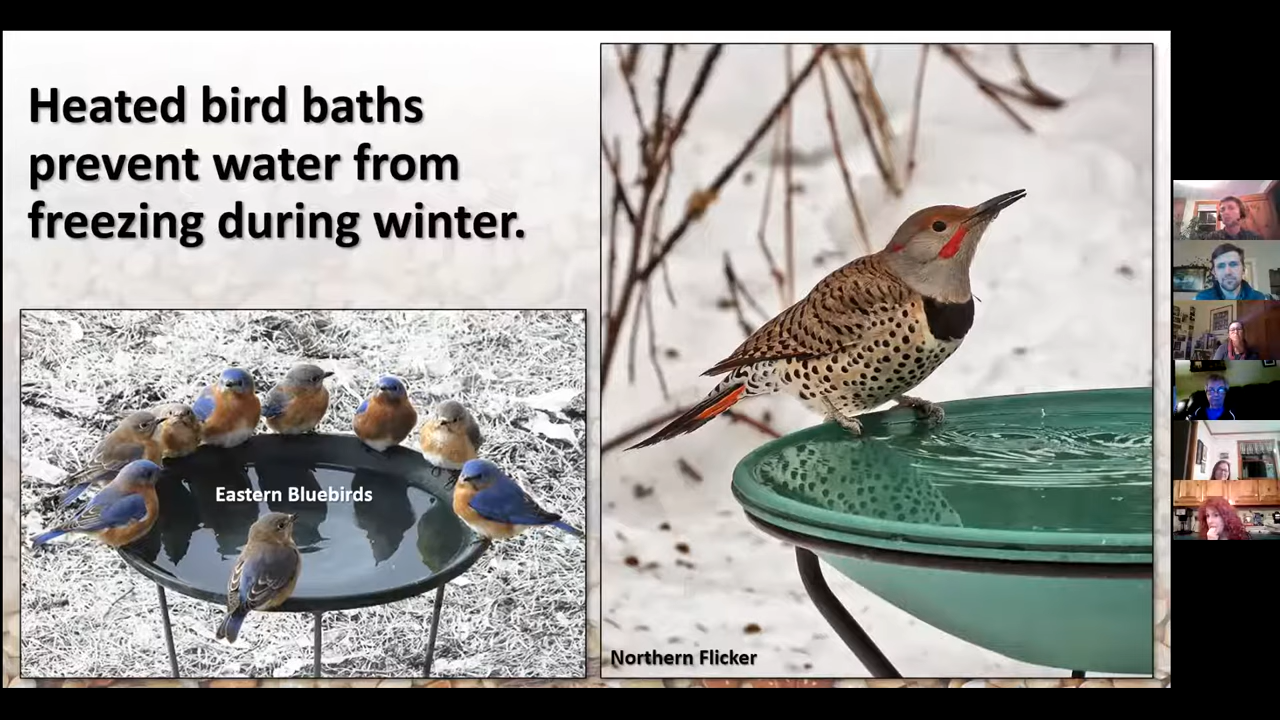 Heated bird baths
prevent water from
freezing during winter.
Eastern Bluebirds
Northern Flicker